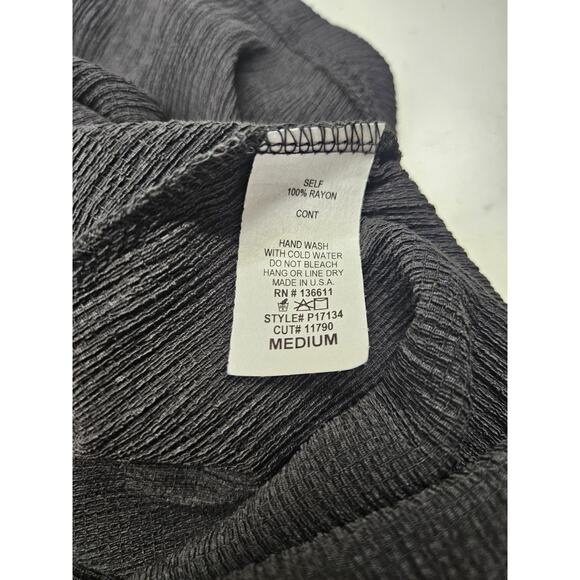 SELF
100% RAYON
CONT
HAND WASH
WITH COLD WATER
DO NOT BLEACH
HANG OR LINE DRY
MADE IN U.S.A.
RN # 136611
STYLE# P17134
CUT# 11790
MEDIUM